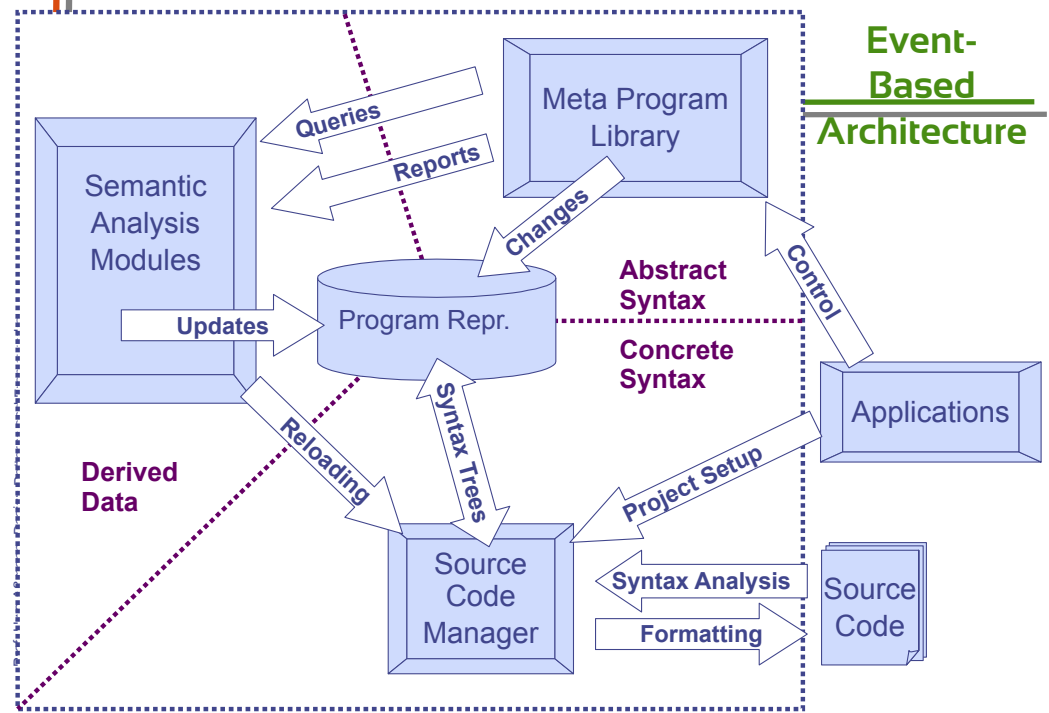 Event-
Based
Architecture
Meta Program
Library
Queries
Reports
Changes
Semantic
Analysis
Modules
Control
Abstract
Syntax
Updates
Program Repr.
Concrete
Syntax
Applications
Reloading
Syntax Trees
Project Setup
Derived
Data
Source
Code
Manager
Syntax Analysis
Formatting
Source
Code